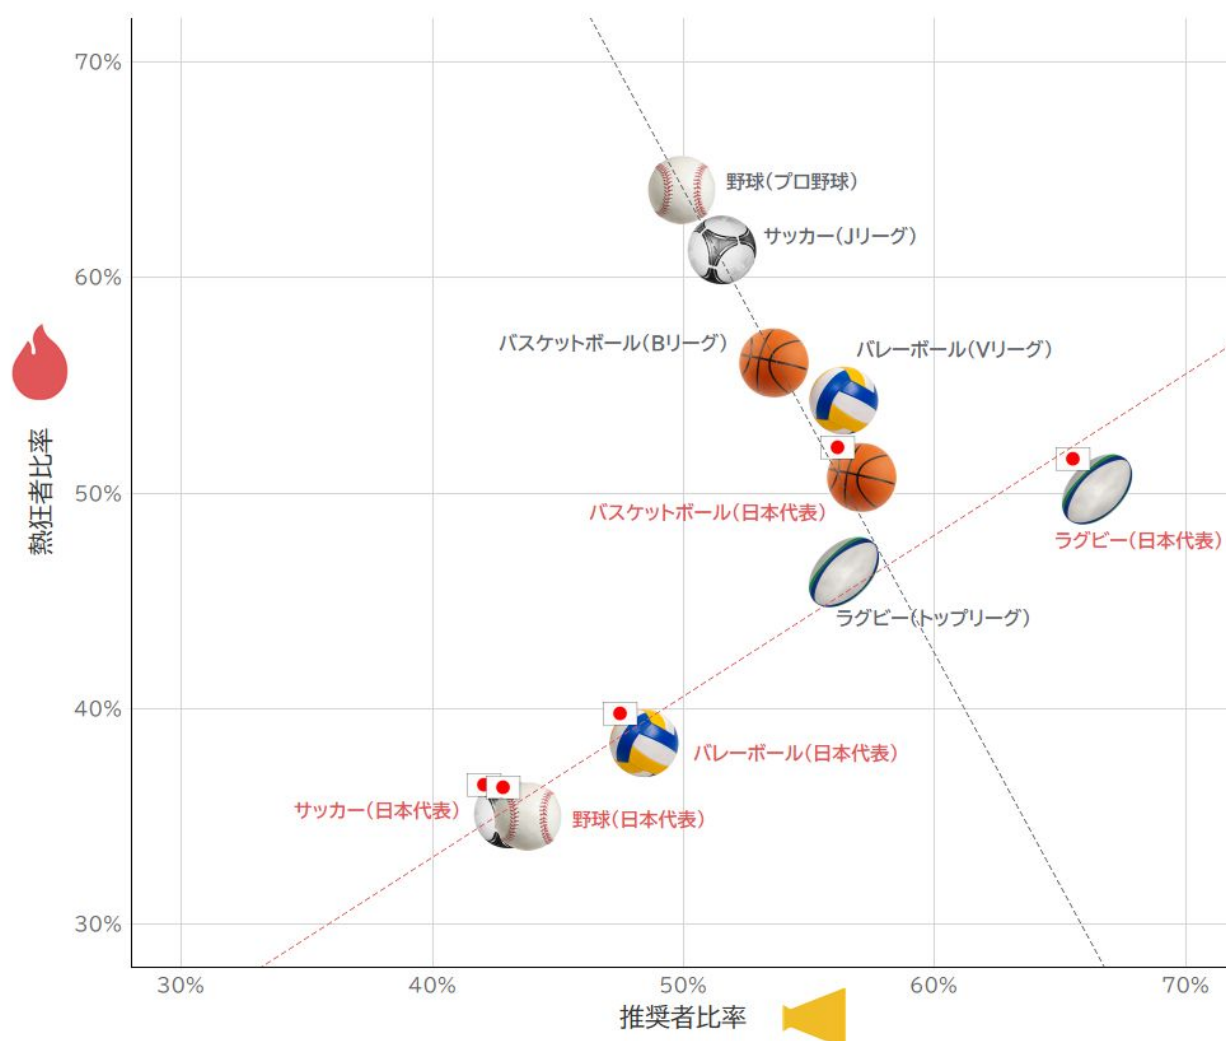 70%
野球(プロ野球)
サッカー(Jリーグ)
60%
バスケットボール(Bリーグ)
バレーボール(Vリーグ)
熱狂者比率
50%
バスケットボール(日本代表)
ラグビー(日本代表)
ラグビー(トップリーグ)
40%
バレーボール(日本代表)
サッカー(日本代表)
野球(日本代表)
30%
30%
40%
50%
60%
70%
推奨者比率